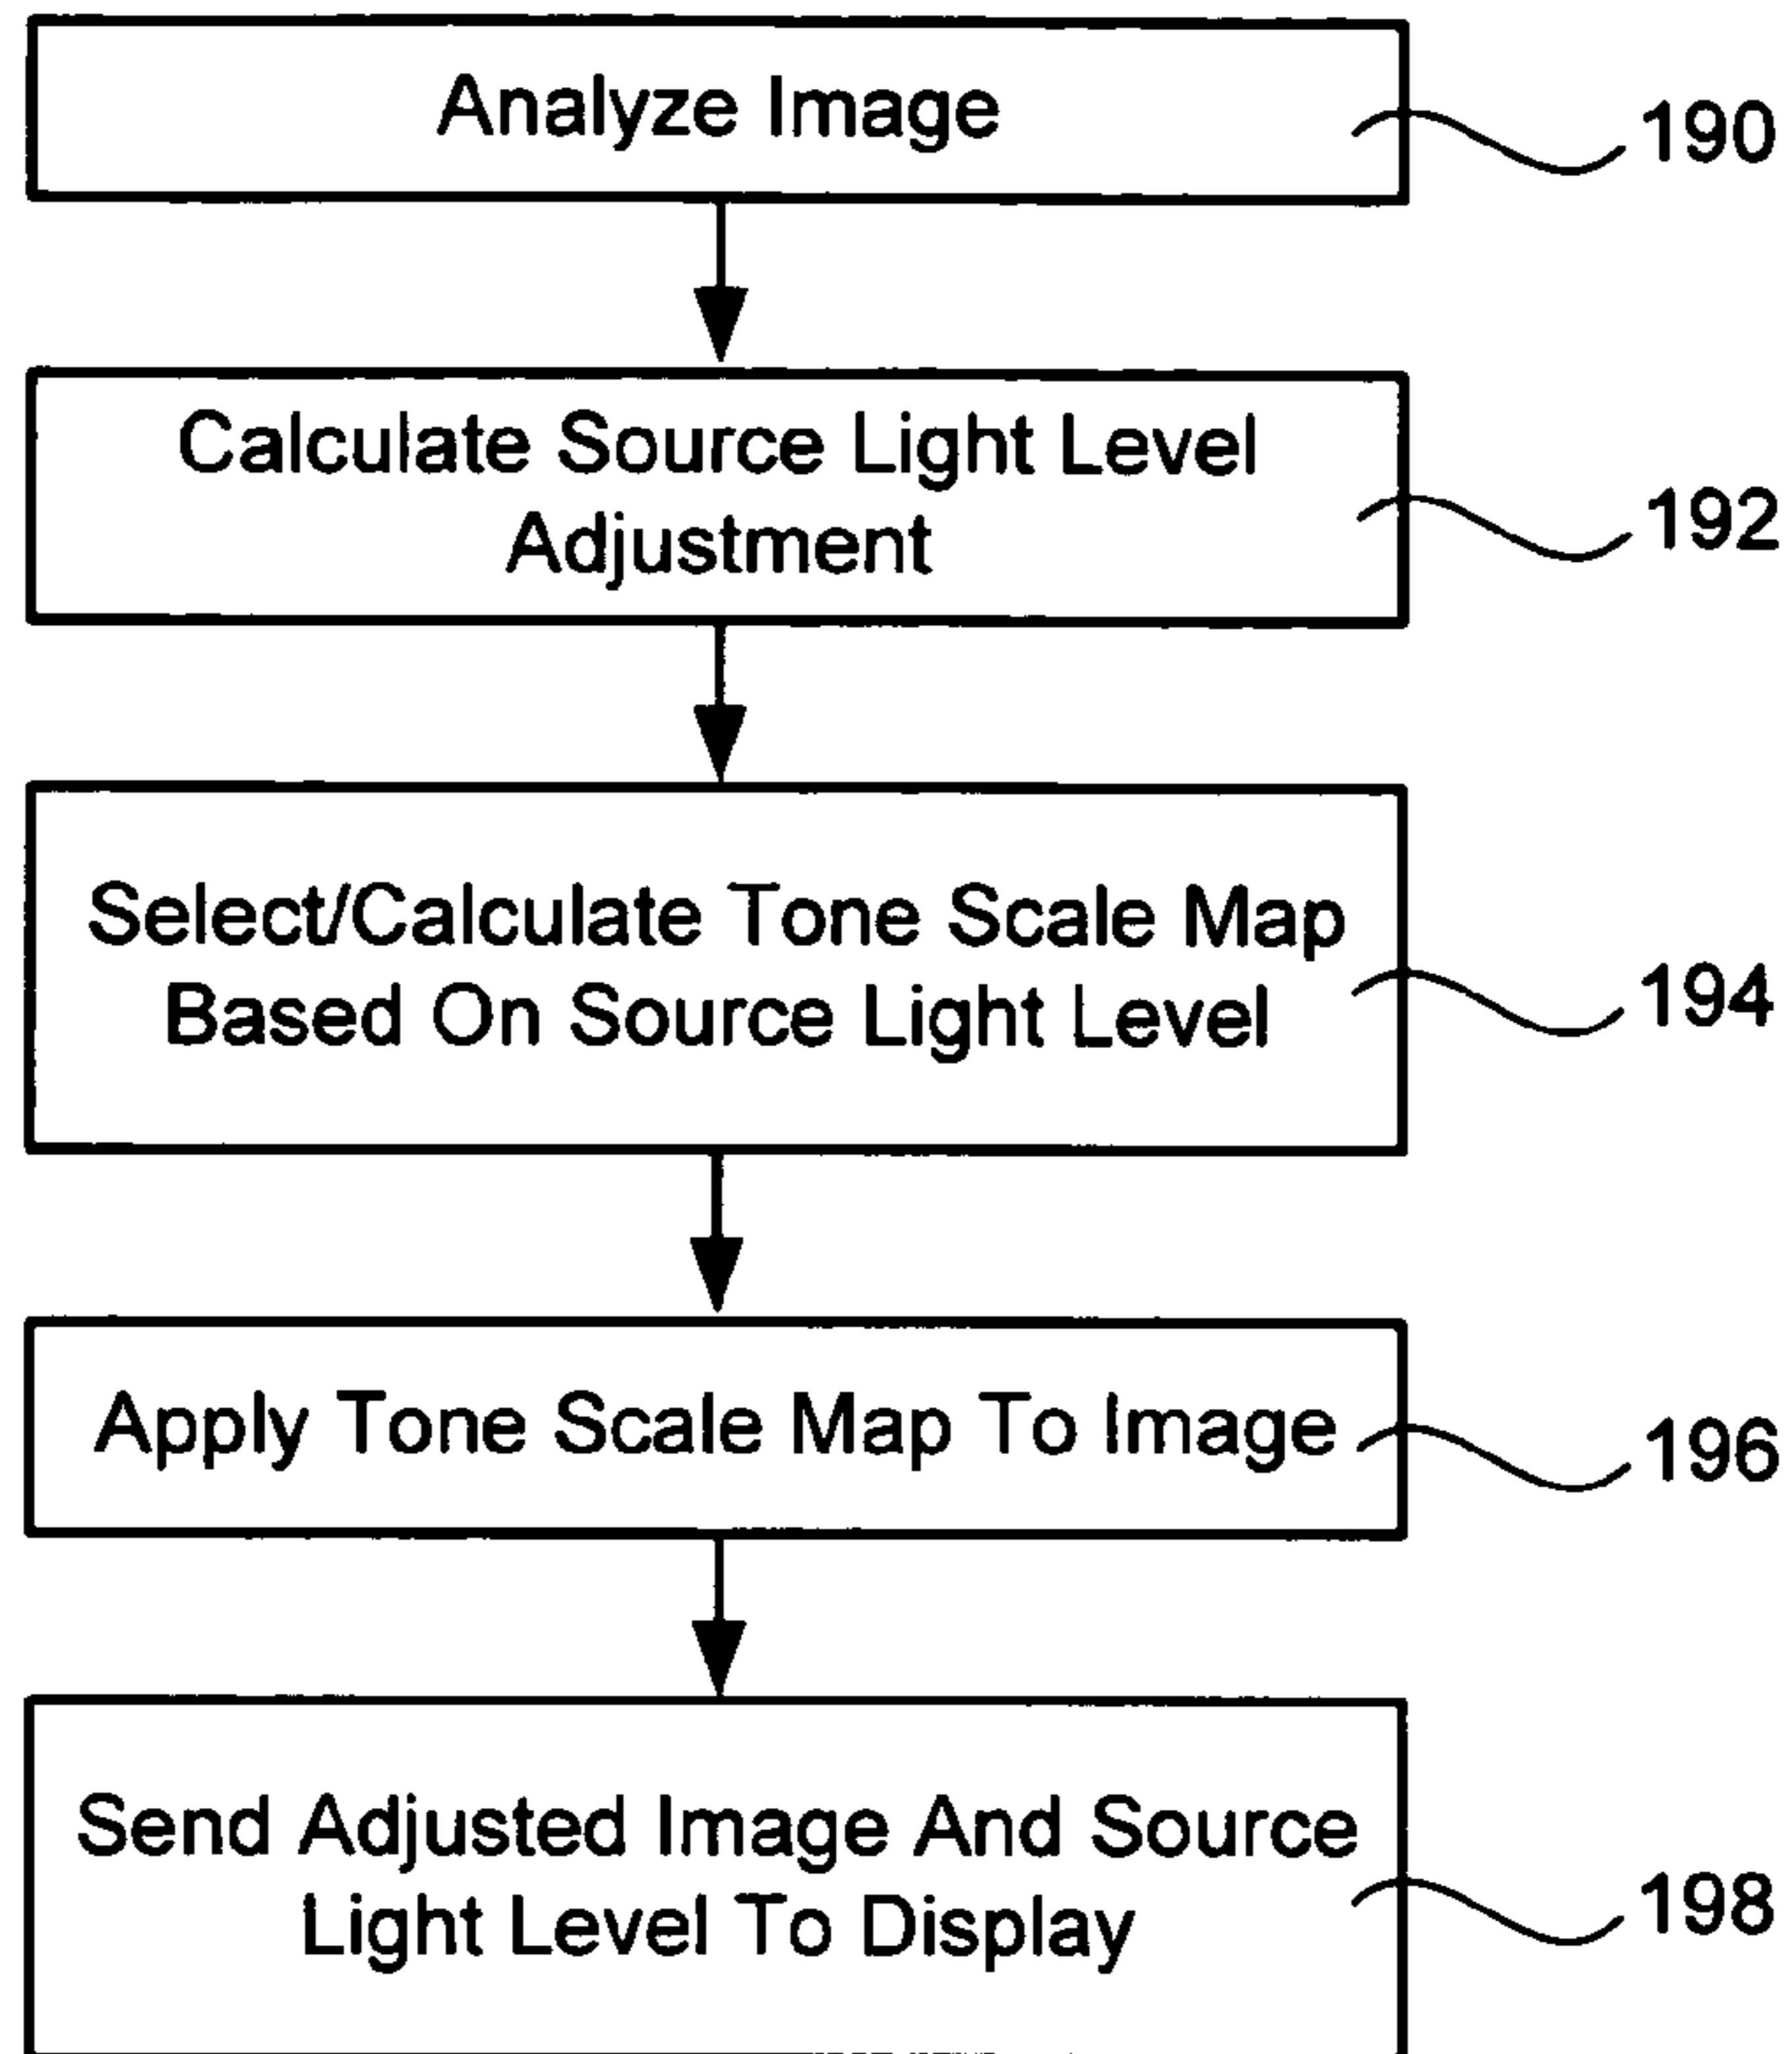 Analyze Image
190
Calculate Source Light Level
Adjustment
192
Select/Calculate Tone Scale Map
Based On Source Light Level
194
Apply Tone Scale Map To Image
196
Send Adjusted Image And Source
Light Level To Display
198